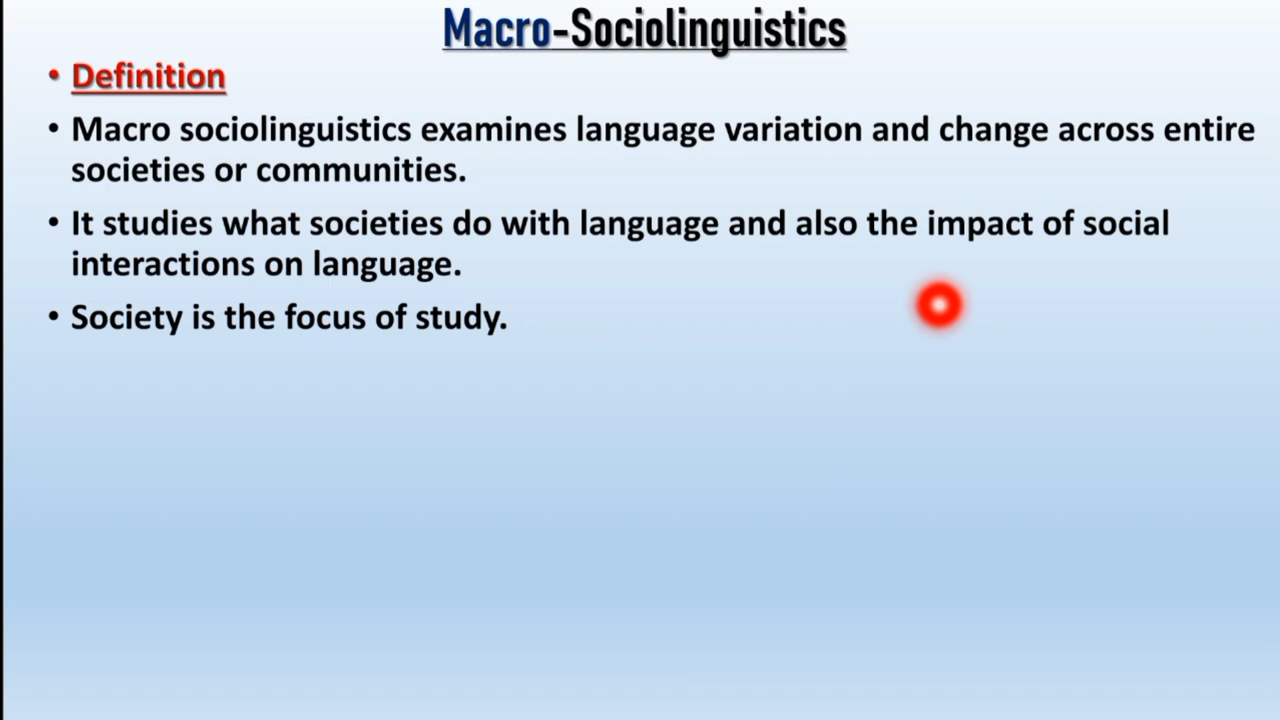 Macro-Sociolinguistics
• Definition
• Macro sociolinguistics examines language variation and change across entire
societies or communities.
• It studies what societies do with language and also the impact of social
interactions on language.
• Society is the focus of study.